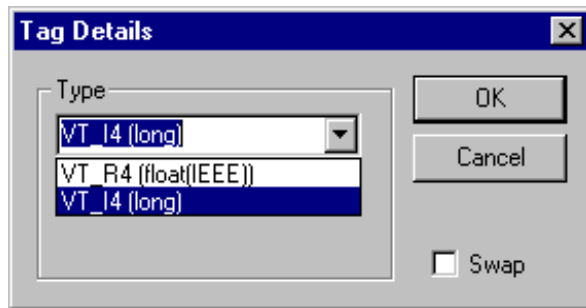 Tag Details
Type
VT_I4 (long)
VT_R4 (float(IEEE))
VT_I4 (long)
OK
Cancel
Swap